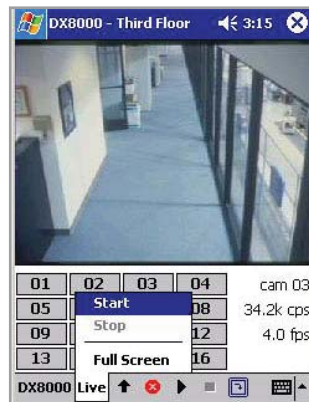 DX8000 - Third Floor 3:15
01 02 03 04 cam 03
05 Start 08 34.2k cps
09 Stop 12 4.0 fps
13 Full Screen 16
DX8000 Live